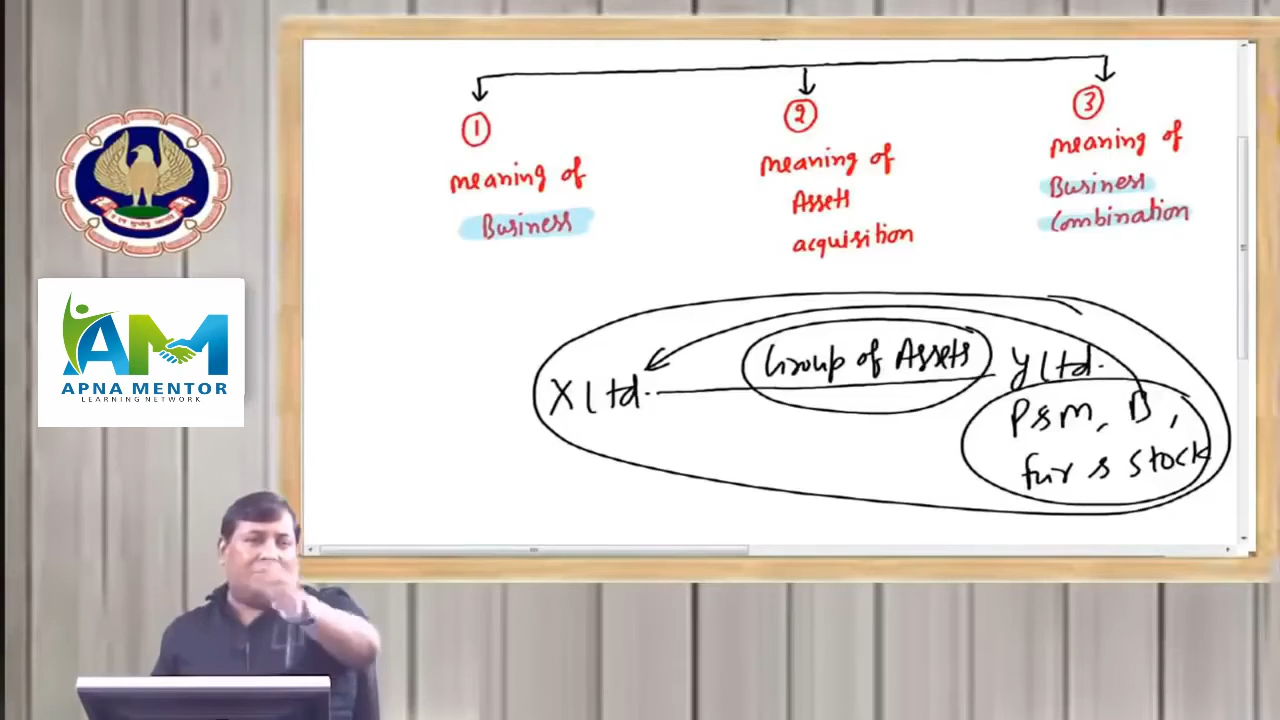 ①
meaning of
Business
②
meaning of
Assets
acquisition
③
meaning of
Business
Combination
X Ltd.
Group of Assets
Y Ltd.
P&M, B,
fur & Stock
AM
APNA MENTOR
LEARNING NETWORK